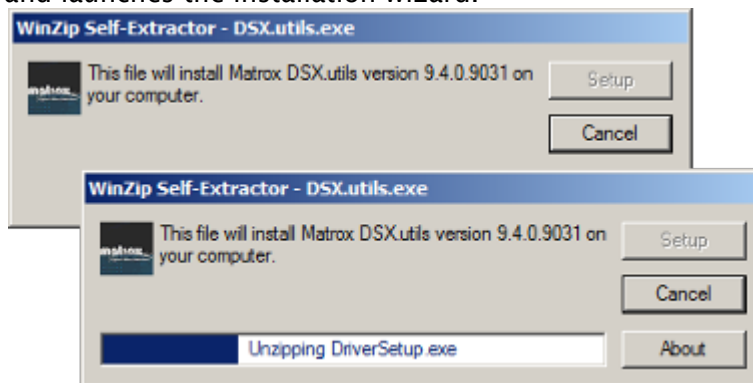 and launches the installation wizard.
WinZip Self-Extractor - DSX.utils.exe
This file will install Matrox DSX.utils version 9.4.0.9031 on
your computer.
Setup
Cancel
matrox
WinZip Self-Extractor - DSX.utils.exe
This file will install Matrox DSX.utils version 9.4.0.9031 on
your computer.
Setup
Cancel
matrox
Unzipping DriverSetup.exe
About